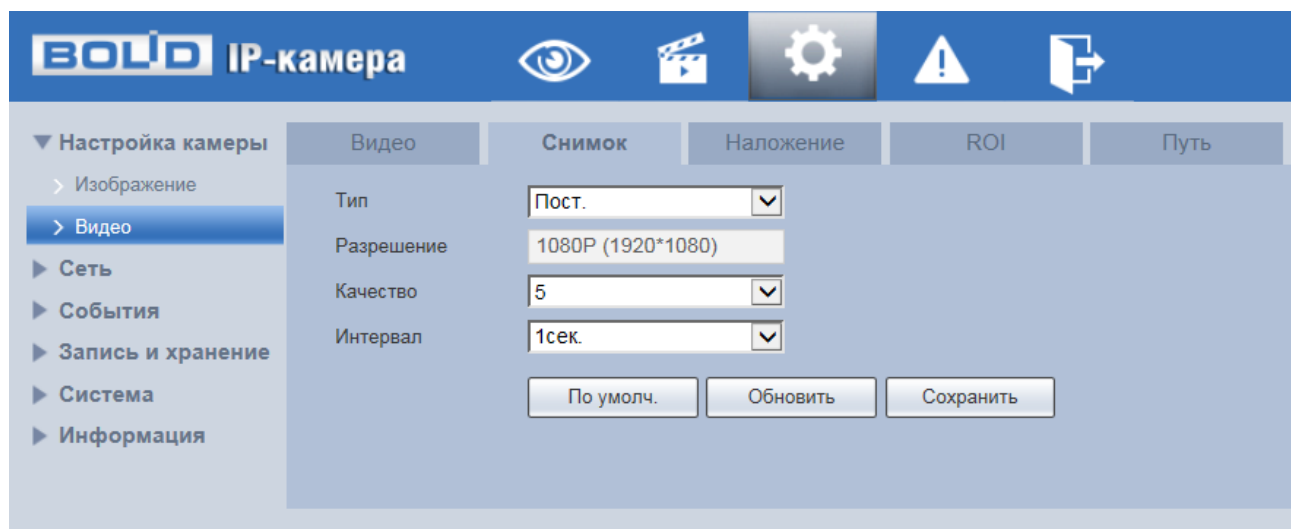 BOLID IP-камера
Настройка камеры
Изображение
Видео
Сеть
События
Запись и хранение
Система
Информация
Видео Снимок Наложение ROI Путь
Тип Пост.
Разрешение 1080P (1920*1080)
Качество 5
Интервал 1сек.
По умолч. Обновить Сохранить